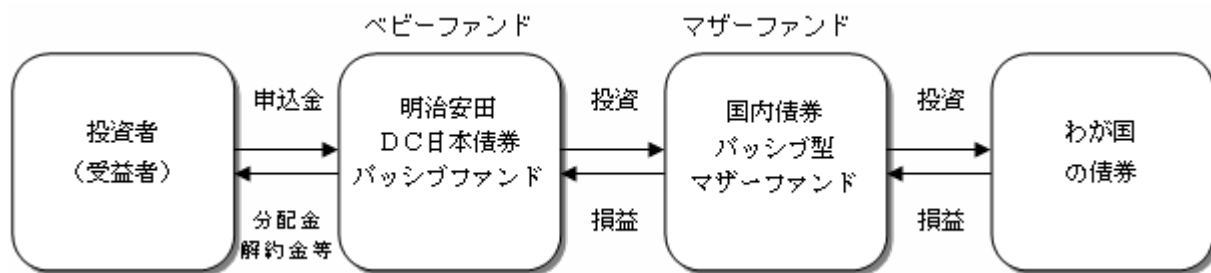 ベビーファンド
マザーファンド
投資者
（受益者）
申込金
分配金
解約金等
明治安田
ＤＣ日本債券
パッシブファンド
投資
損益
国内債券
パッシブ型
マザーファンド
投資
損益
わが国
の債券